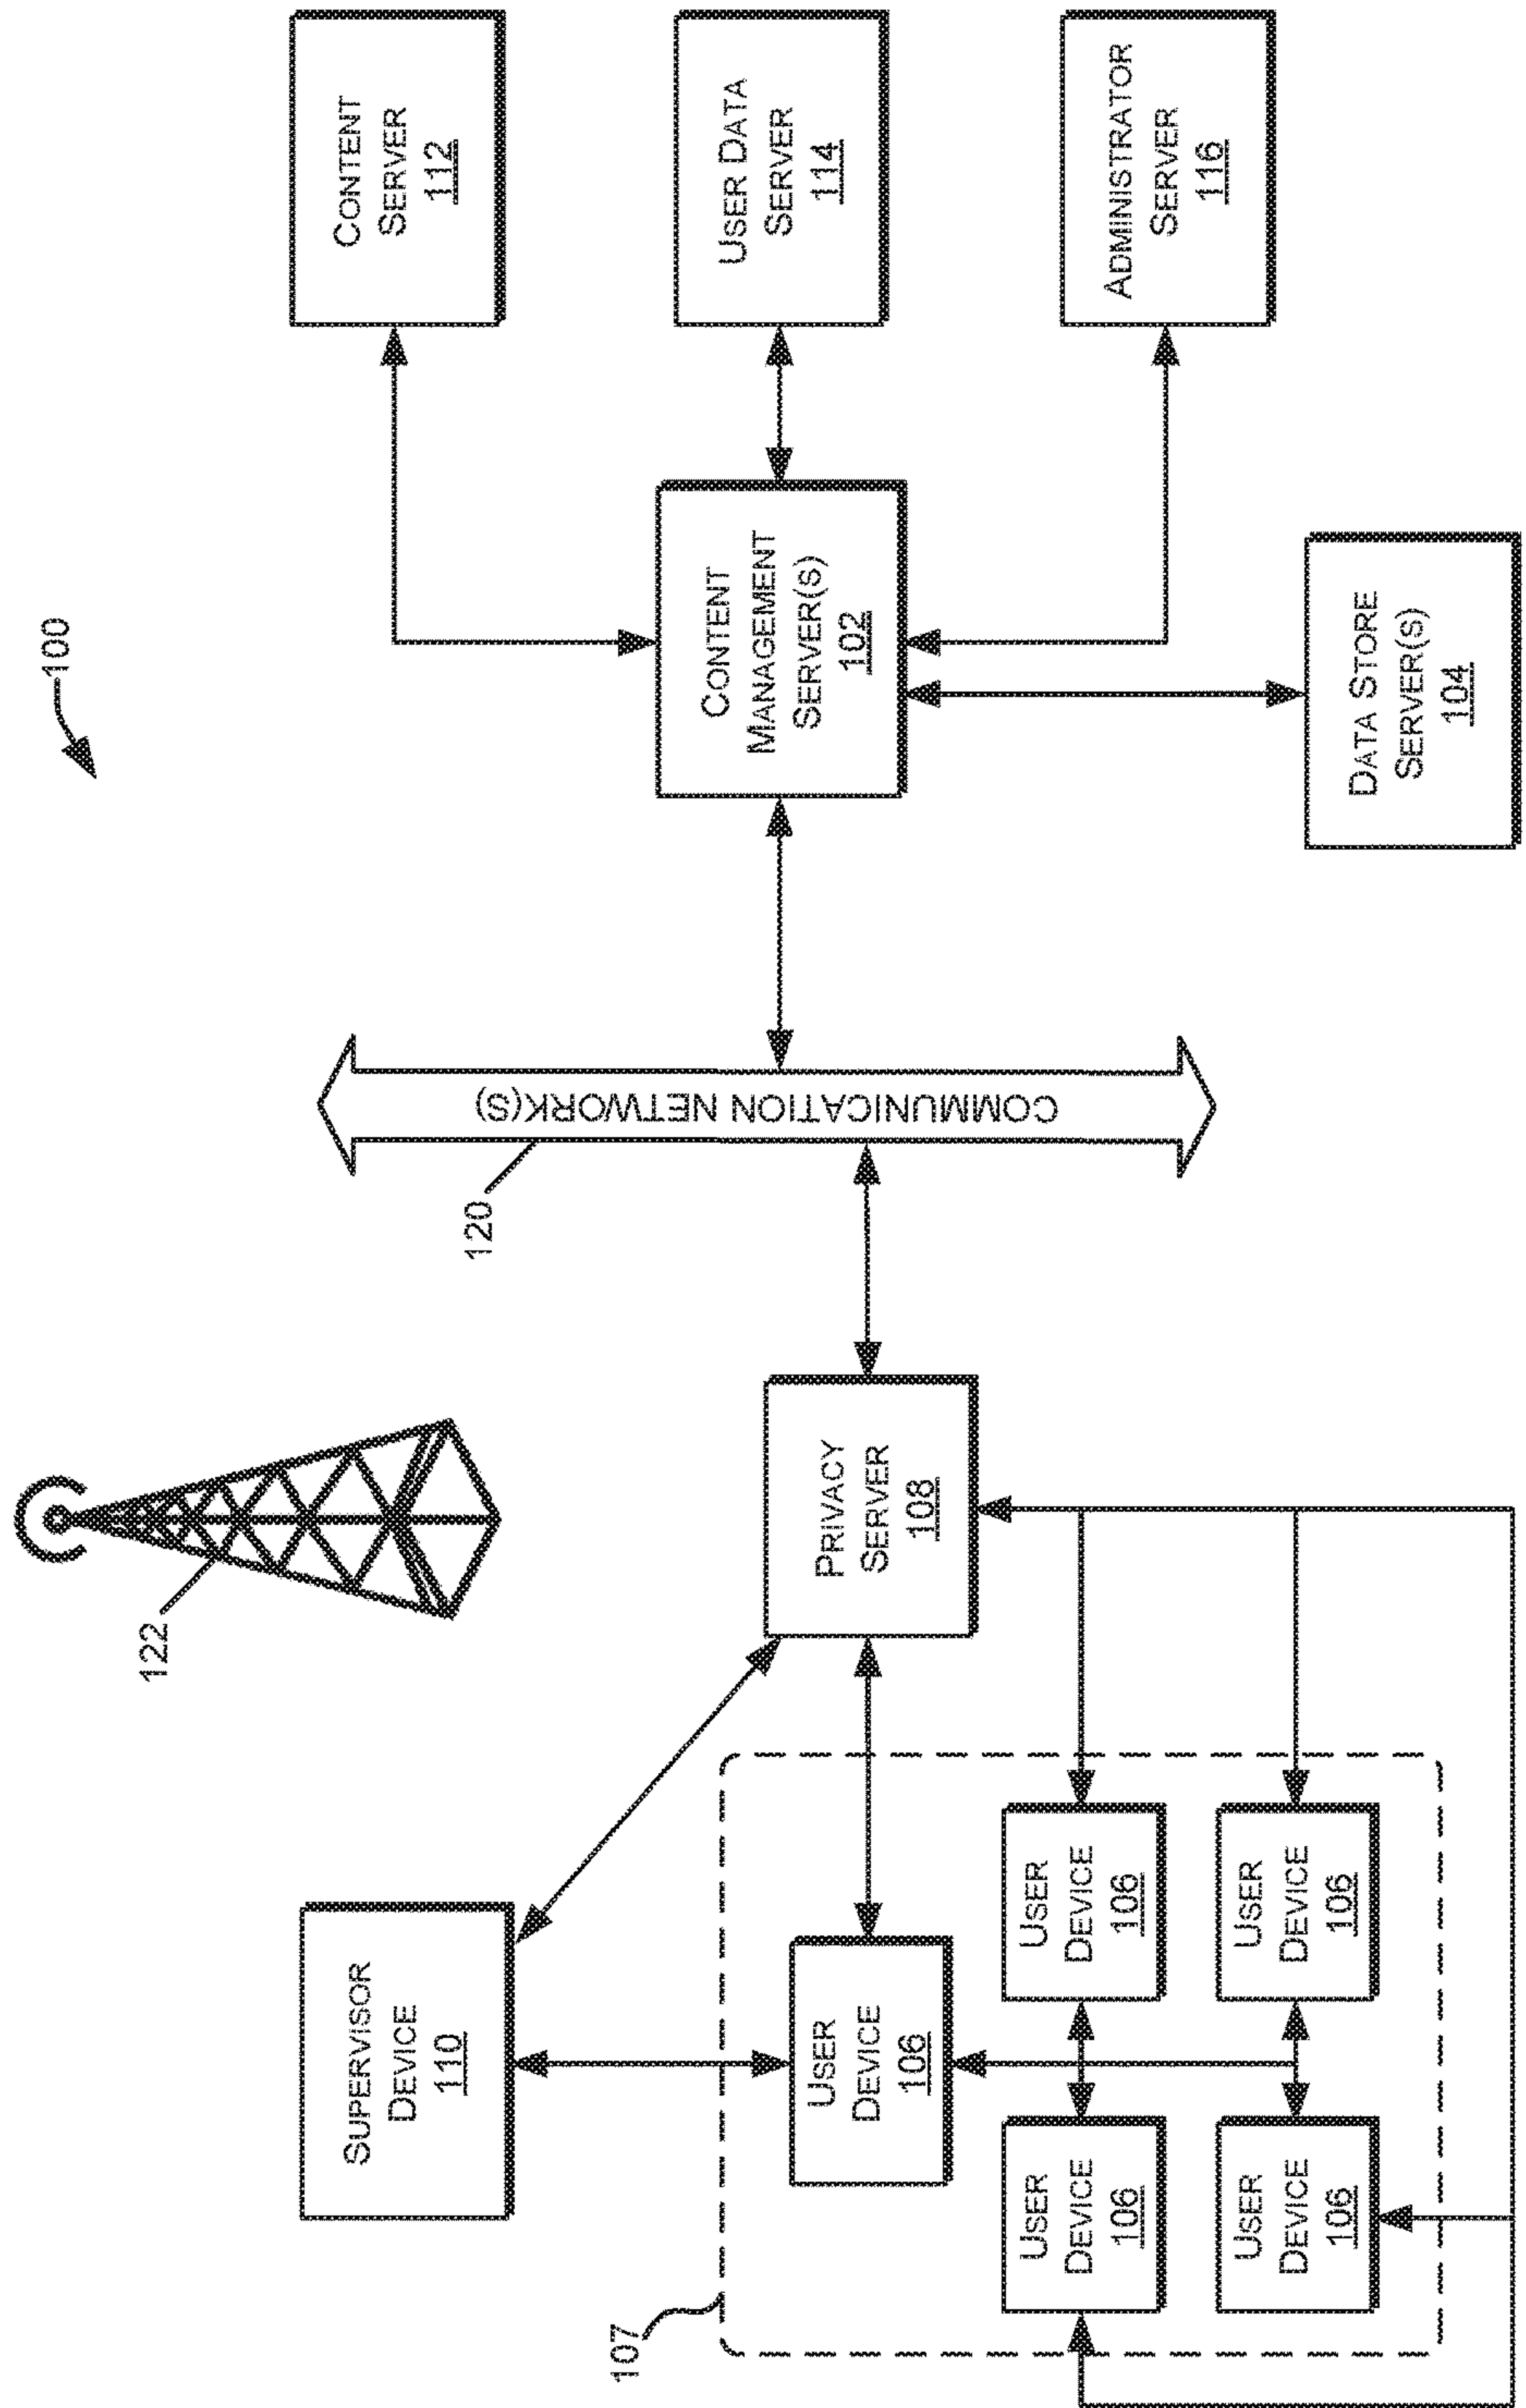 100
122
120
COMMUNICATION NETWORK(S)
SUPERVISOR
DEVICE
110
PRIVACY
SERVER
108
107
USER
DEVICE
106
USER
DEVICE
106
USER
DEVICE
106
USER
DEVICE
106
USER
DEVICE
106
CONTENT
MANAGEMENT
SERVER(S)
102
CONTENT
SERVER
112
USER DATA
SERVER
114
ADMINISTRATOR
SERVER
116
DATA STORE
SERVER(S)
104